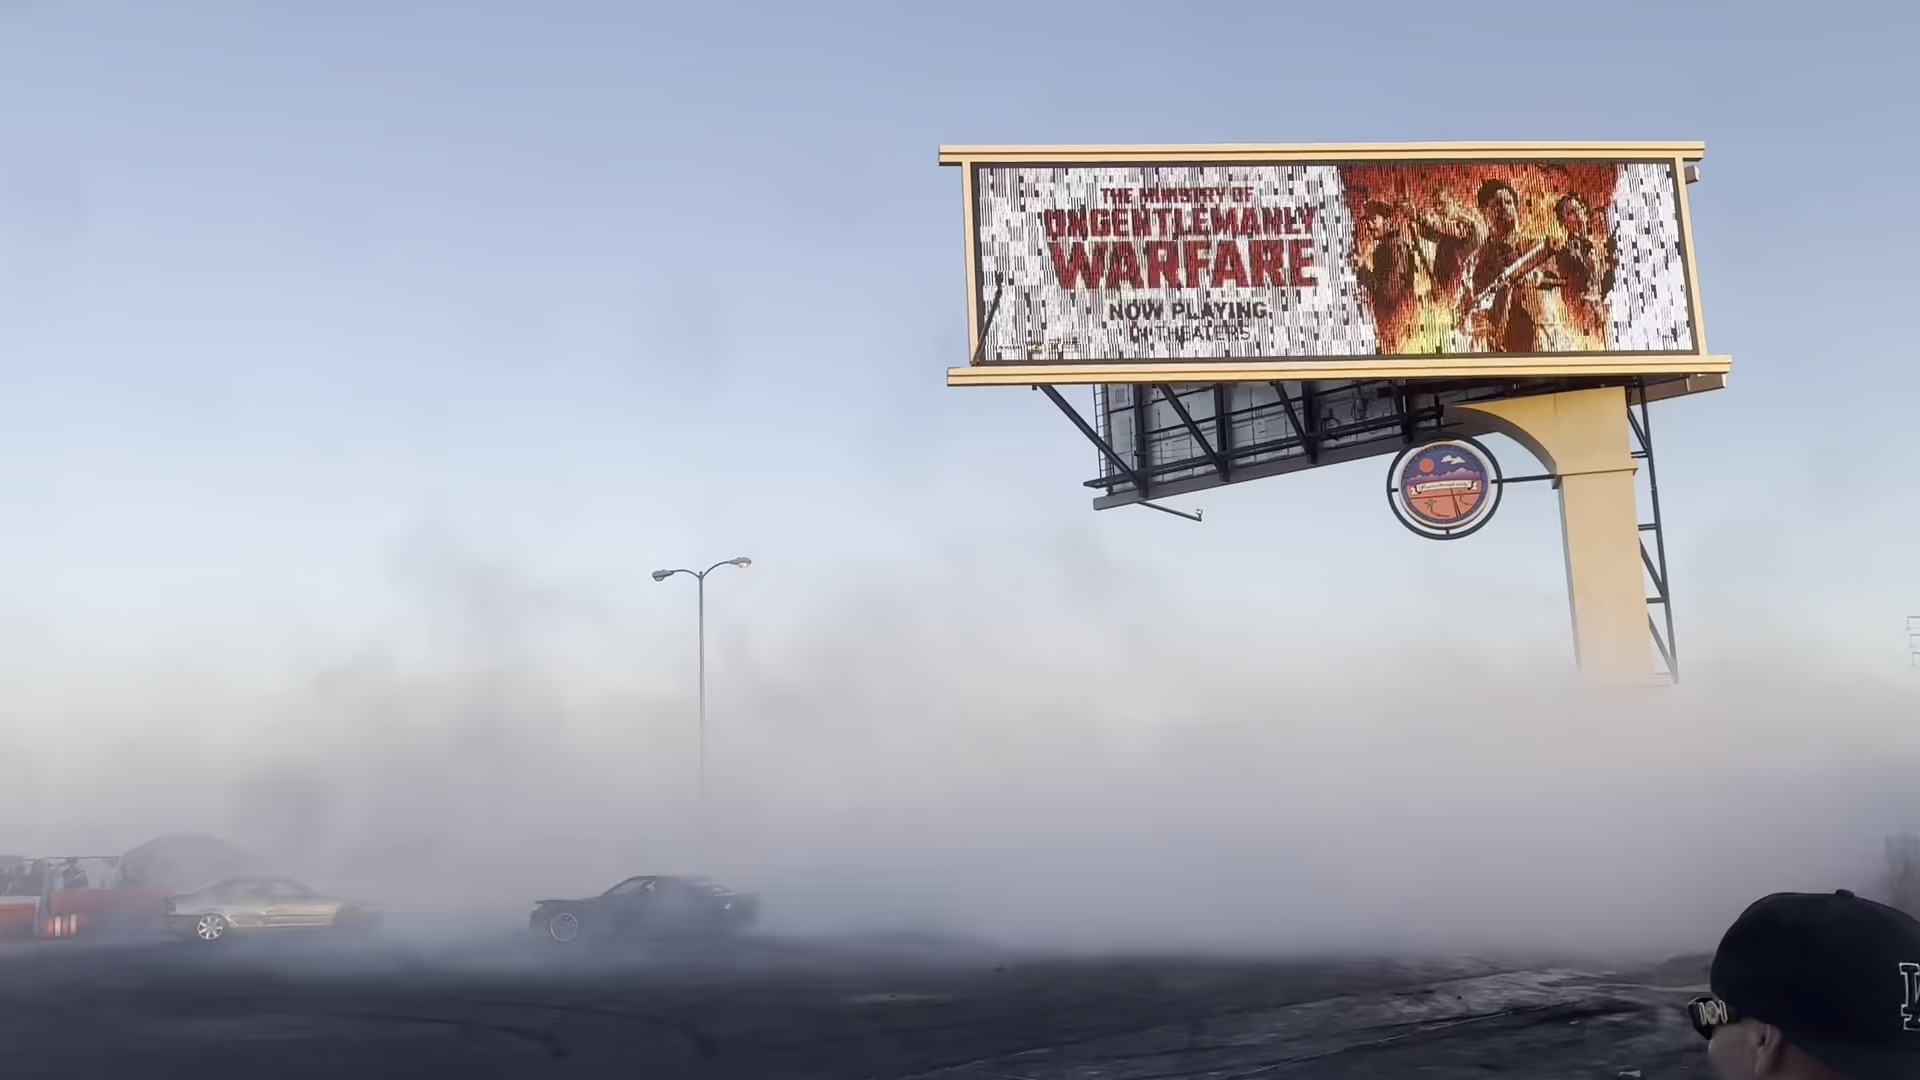 THE MINISTRY OF
UNGENTLEMANLY
WARFARE
NOW PLAYING
IN THEATERS